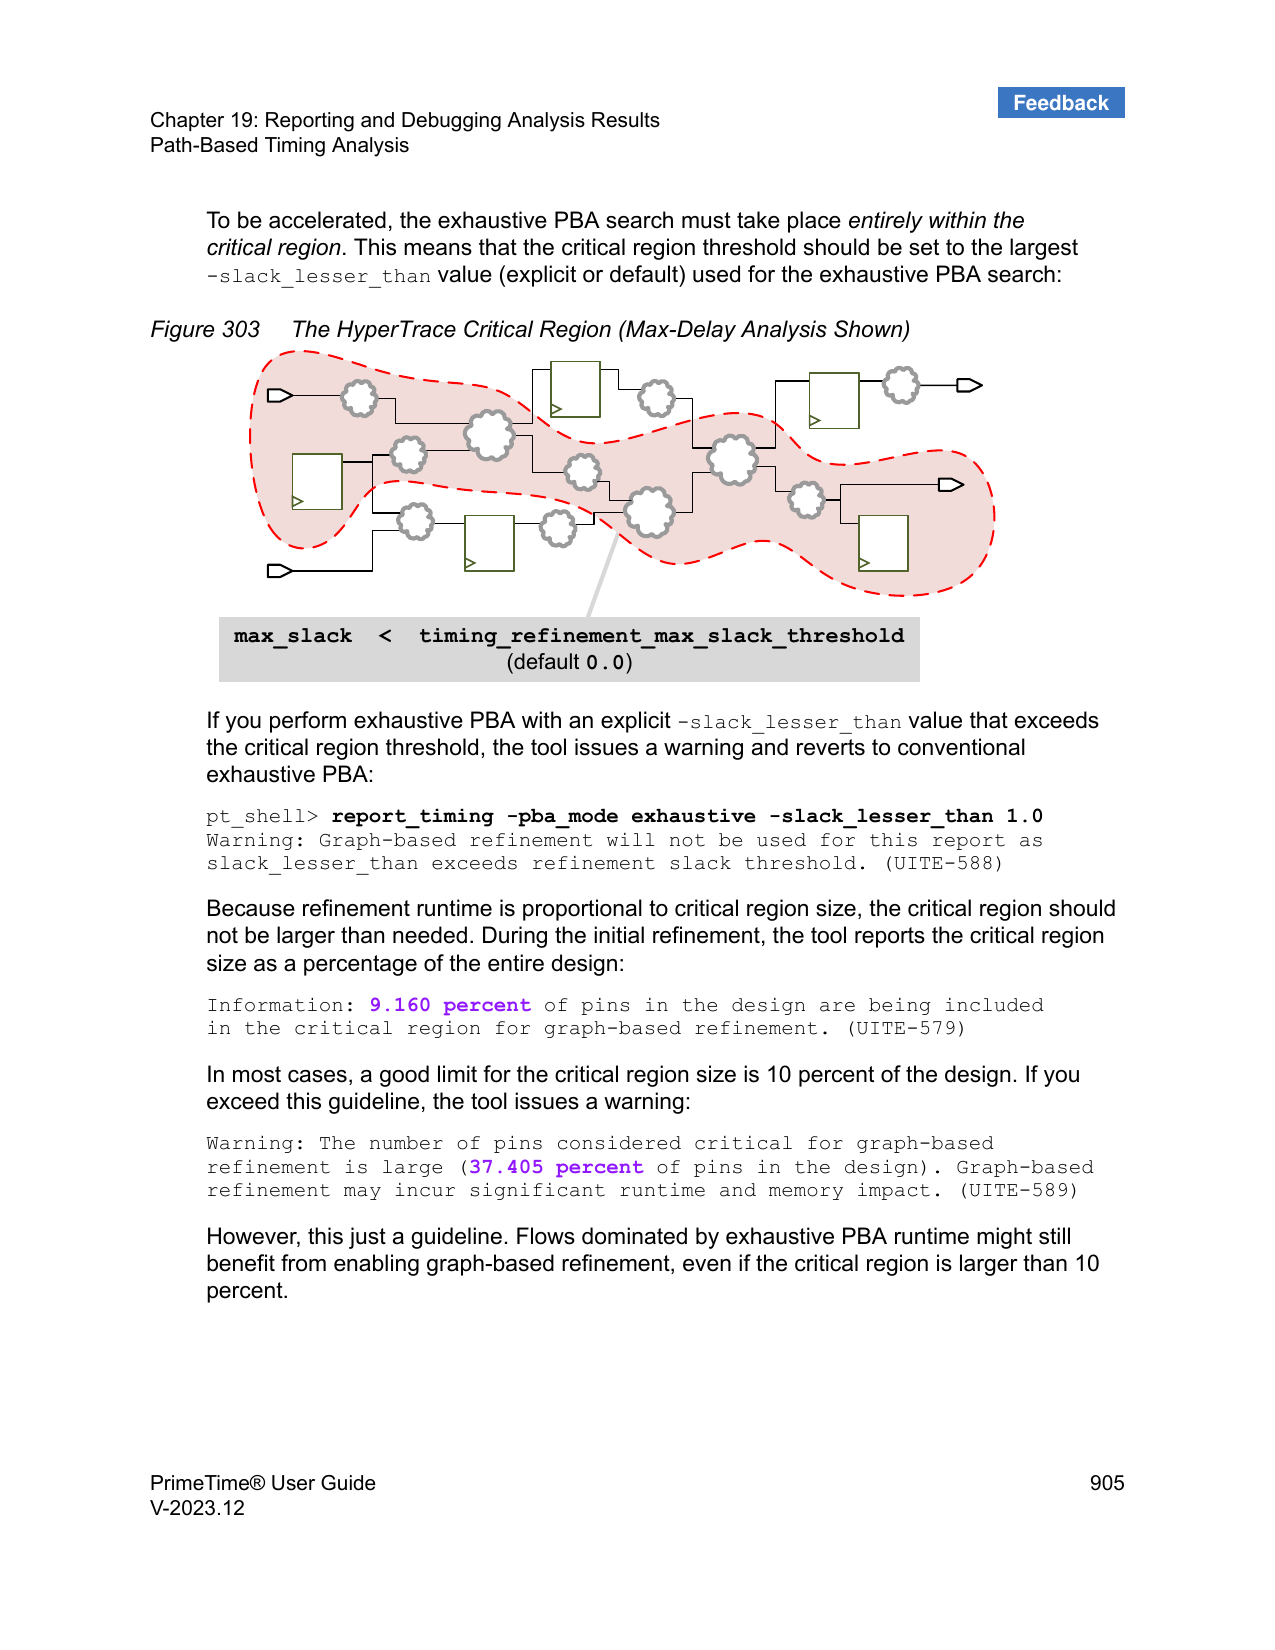 Feedback
Chapter 19: Reporting and Debugging Analysis Results
Path-Based Timing Analysis
To be accelerated, the exhaustive PBA search must take place entirely within the
critical region. This means that the critical region threshold should be set to the largest
-slack_lesser_than value (explicit or default) used for the exhaustive PBA search:
Figure 303 The HyperTrace Critical Region (Max-Delay Analysis Shown)
max_slack < timing_refinement_max_slack_threshold
(default 0.0)
If you perform exhaustive PBA with an explicit -slack_lesser_than value that exceeds
the critical region threshold, the tool issues a warning and reverts to conventional
exhaustive PBA:
pt_shell> report_timing -pba_mode exhaustive -slack_lesser_than 1.0
Warning: Graph-based refinement will not be used for this report as
slack_lesser_than exceeds refinement slack threshold. (UITE-588)
Because refinement runtime is proportional to critical region size, the critical region should
not be larger than needed. During the initial refinement, the tool reports the critical region
size as a percentage of the entire design:
Information: 9.160 percent of pins in the design are being included
in the critical region for graph-based refinement. (UITE-579)
In most cases, a good limit for the critical region size is 10 percent of the design. If you
exceed this guideline, the tool issues a warning:
Warning: The number of pins considered critical for graph-based
refinement is large (37.405 percent of pins in the design). Graph-based
refinement may incur significant runtime and memory impact. (UITE-589)
However, this just a guideline. Flows dominated by exhaustive PBA runtime might still
benefit from enabling graph-based refinement, even if the critical region is larger than 10
percent.
PrimeTime® User Guide 905
V-2023.12